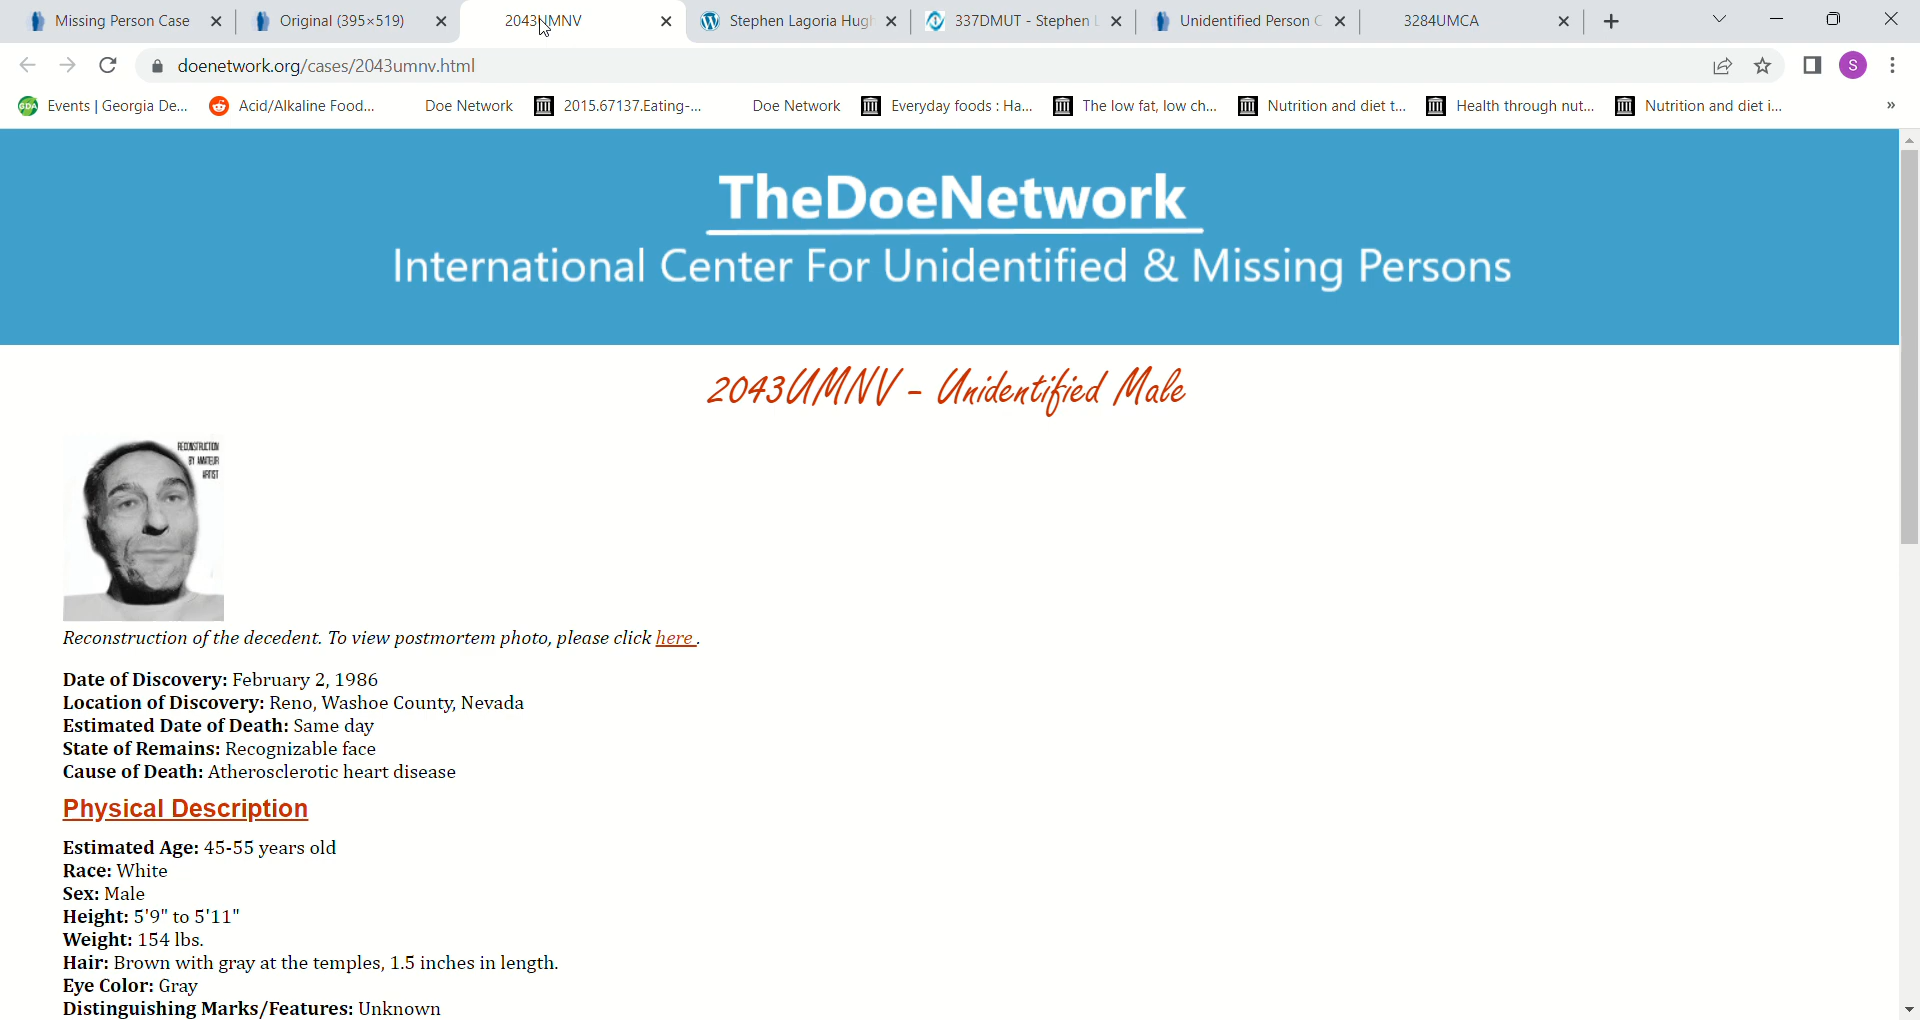 Missing Person Case
Original (395×519)
2043UMNV
Stephen Lagoria Hugh
337DMUT - Stephen L
Unidentified Person C
3284UMCA
doenetwork.org/cases/2043umnv.html
S
GDA
Events | Georgia De...
Acid/Alkaline Food...
Doe Network
2015.67137.Eating-...
Doe Network
Everyday foods : Ha...
The low fat, low ch...
Nutrition and diet t...
Health through nut...
Nutrition and diet i...
»
TheDoeNetwork
International Center For Unidentified & Missing Persons
2043UMNV - Unidentified Male
RECONSTRUCTION
BY AMATEUR
ARTIST
Reconstruction of the decedent. To view postmortem photo, please click here .
Date of Discovery: February 2, 1986
Location of Discovery: Reno, Washoe County, Nevada
Estimated Date of Death: Same day
State of Remains: Recognizable face
Cause of Death: Atherosclerotic heart disease
Physical Description
Estimated Age: 45-55 years old
Race: White
Sex: Male
Height: 5'9" to 5'11"
Weight: 154 lbs.
Hair: Brown with gray at the temples, 1.5 inches in length.
Eye Color: Gray
Distinguishing Marks/Features: Unknown